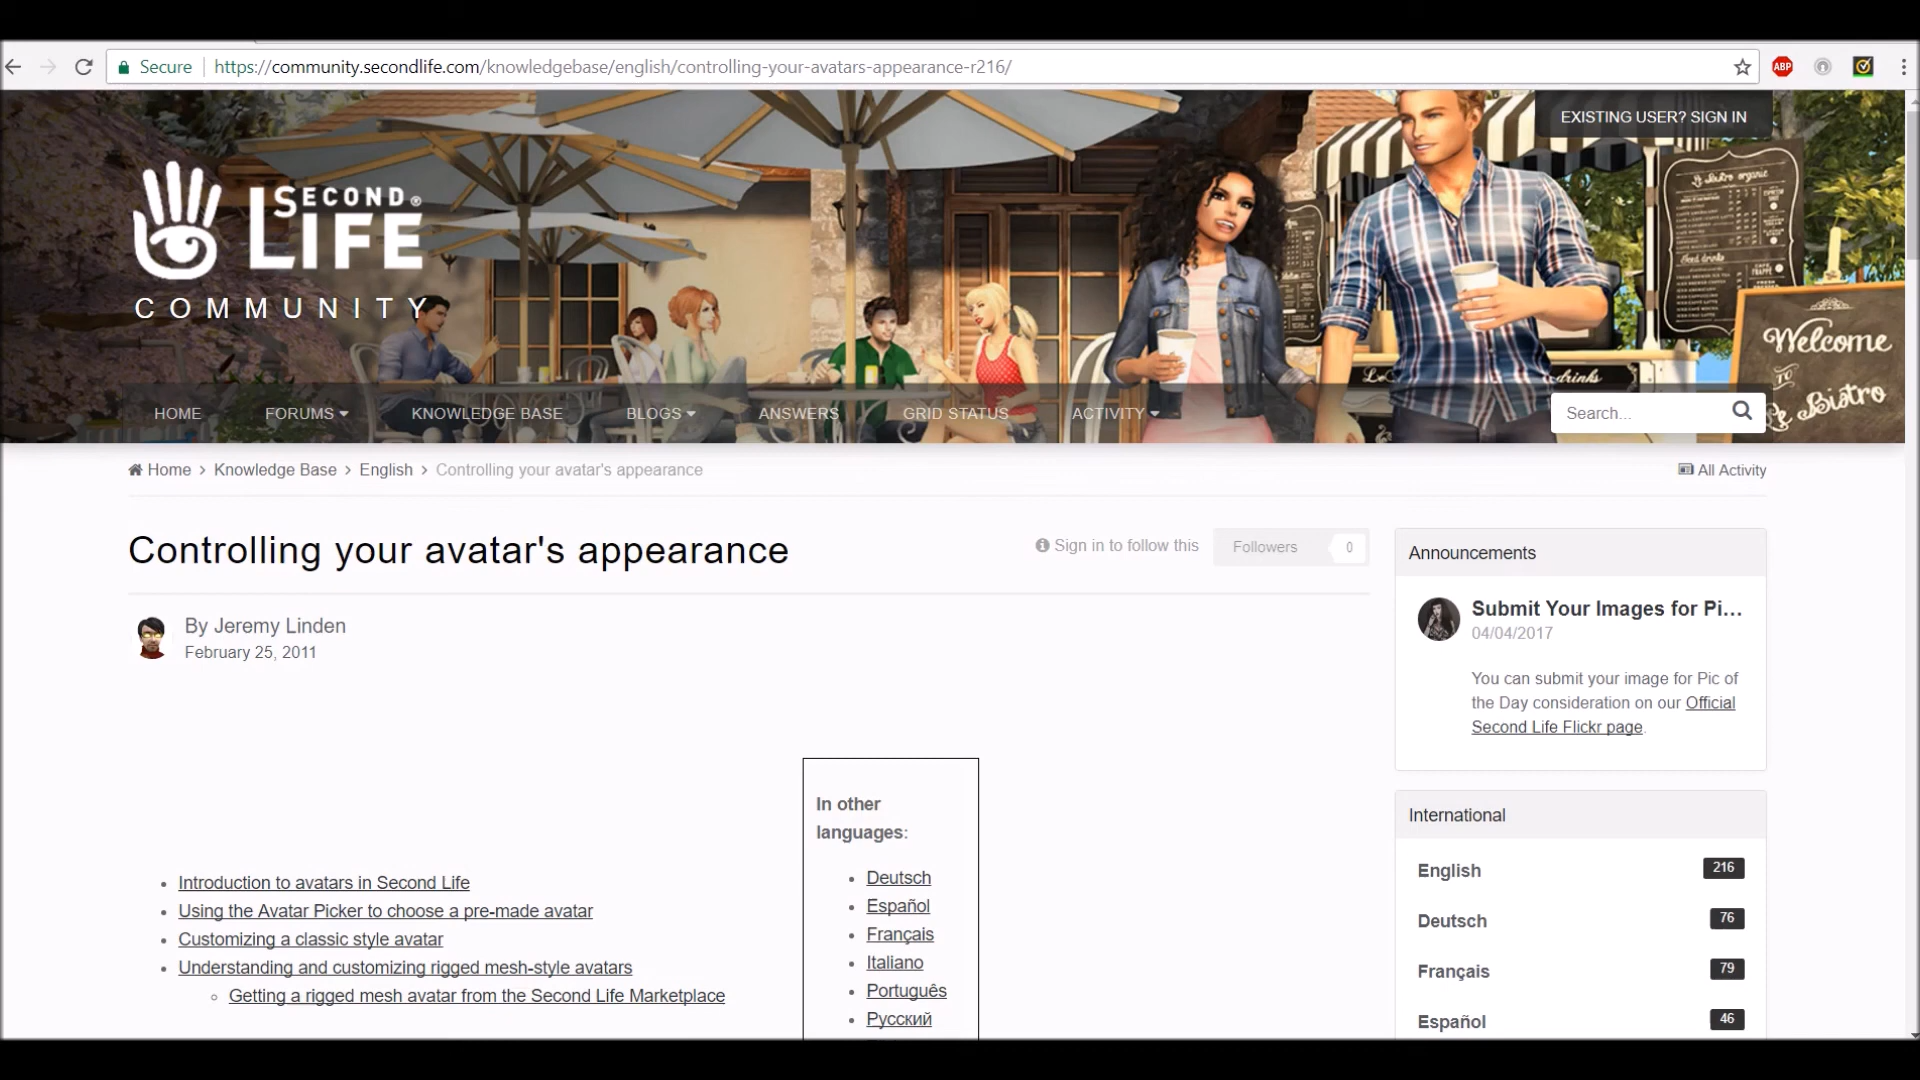 Secure https://community.secondlife.com/knowledgebase/english/controlling-your-avatars-appearance-r216/
ABP
EXISTING USER? SIGN IN
SECOND® LIFE
COMMUNITY
Welcome
TO
Le Bistro
drinks
HOME FORUMS KNOWLEDGE BASE BLOGS ANSWERS GRID STATUS ACTIVITY
Search...
Home > Knowledge Base > English > Controlling your avatar's appearance
All Activity
Controlling your avatar's appearance
Sign in to follow this Followers 0
By Jeremy Linden
February 25, 2011
Introduction to avatars in Second Life
Using the Avatar Picker to choose a pre-made avatar
Customizing a classic style avatar
Understanding and customizing rigged mesh-style avatars
Getting a rigged mesh avatar from the Second Life Marketplace
In other
languages:
Deutsch
Español
Français
Italiano
Português
Русский
Announcements
Submit Your Images for Pi...
04/04/2017
You can submit your image for Pic of
the Day consideration on our Official
Second Life Flickr page.
International
English 216
Deutsch 76
Français 79
Español 46